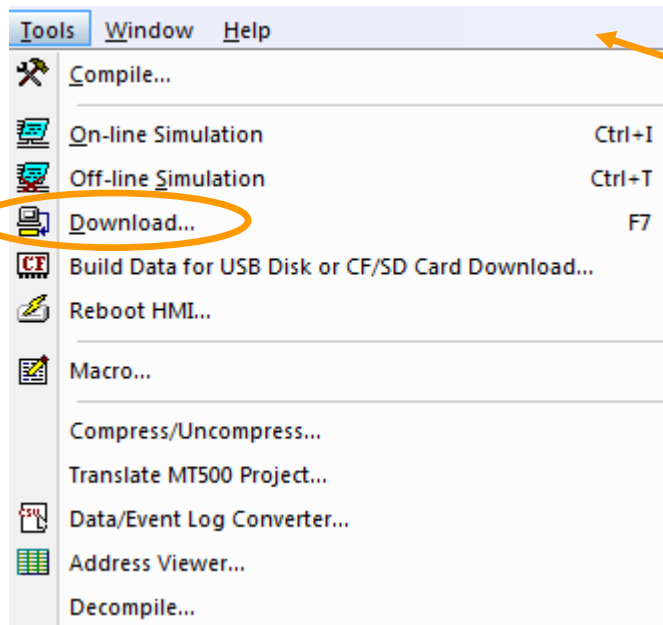 Tools Window Help
Compile...
On-line Simulation Ctrl+I
Off-line Simulation Ctrl+T
Download... F7
CF Build Data for USB Disk or CF/SD Card Download...
Reboot HMI...
Macro...
Compress/Uncompress...
Translate MT500 Project...
csv Data/Event Log Converter...
Address Viewer...
Decompile...